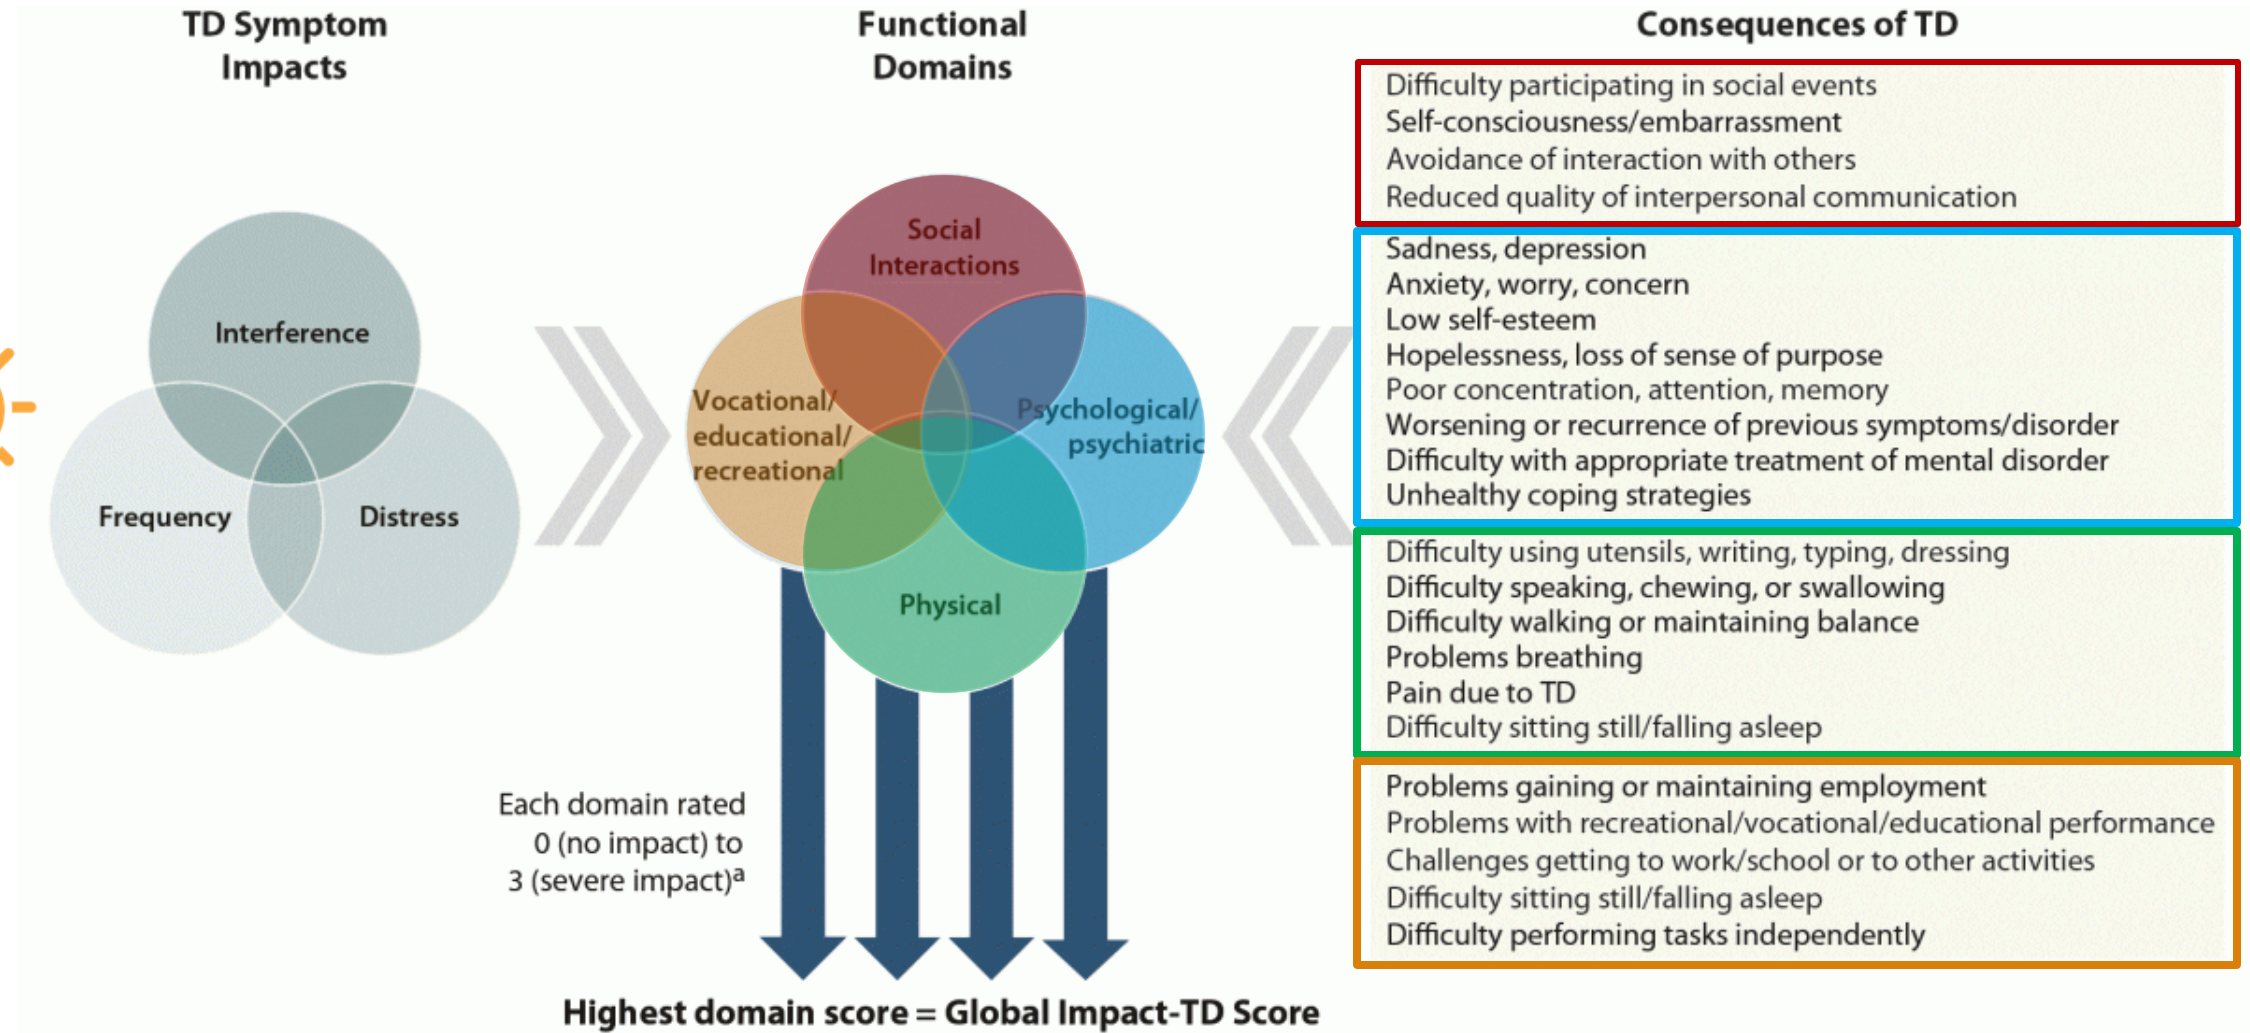 TD Symptom
Impacts
Functional
Domains
Consequences of TD
Interference
Frequency
Distress
Social
Interactions
Vocational/
educational/
recreational
Psychological/
psychiatric
Physical
Each domain rated
0 (no impact) to
3 (severe impact)a
Highest domain score = Global Impact-TD Score
Difficulty participating in social events
Self-consciousness/embarrassment
Avoidance of interaction with others
Reduced quality of interpersonal communication
Sadness, depression
Anxiety, worry, concern
Low self-esteem
Hopelessness, loss of sense of purpose
Poor concentration, attention, memory
Worsening or recurrence of previous symptoms/disorder
Difficulty with appropriate treatment of mental disorder
Unhealthy coping strategies
Difficulty using utensils, writing, typing, dressing
Difficulty speaking, chewing, or swallowing
Difficulty walking or maintaining balance
Problems breathing
Pain due to TD
Difficulty sitting still/falling asleep
Problems gaining or maintaining employment
Problems with recreational/vocational/educational performance
Challenges getting to work/school or to other activities
Difficulty sitting still/falling asleep
Difficulty performing tasks independently